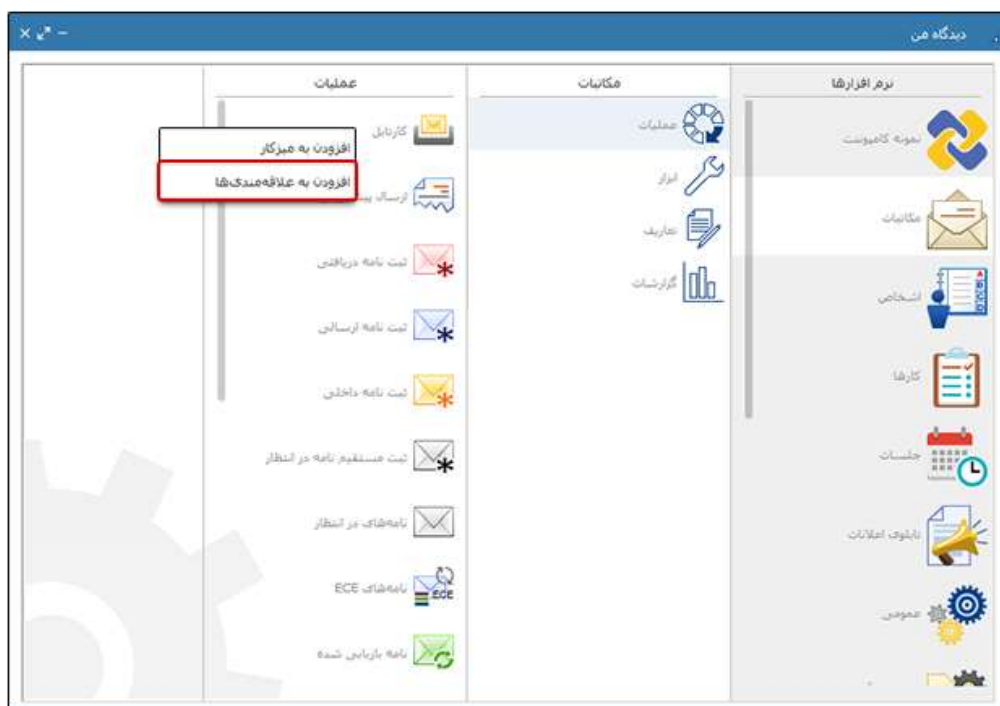 دیدگاه من
نرم افزارها
نمونه کامپوننت
مکاتبات
اشخاص
کارها
جلسات
تابلوی اعلانات
عمومی
مکاتبات
عملیات
ابزار
تعاریف
گزارشات
عملیات
کارتابل
افزودن به میزکار
افزودن به علاقه‌مندی‌ها
ارسال
ثبت نامه دریافتی
ثبت نامه ارسالی
ثبت نامه داخلی
ثبت مستقیم نامه در انتظار
نامه‌های در انتظار
نامه‌های ECE
ECE
نامه بازیابی شده